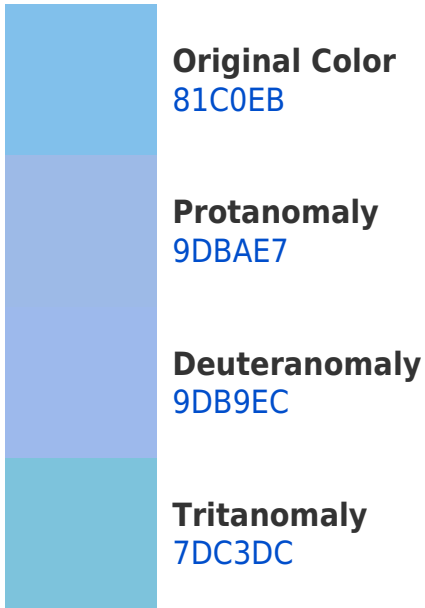 Original Color
81C0EB
Protanomaly
9DBAE7
Deuteranomaly
9DB9EC
Tritanomaly
7DC3DC